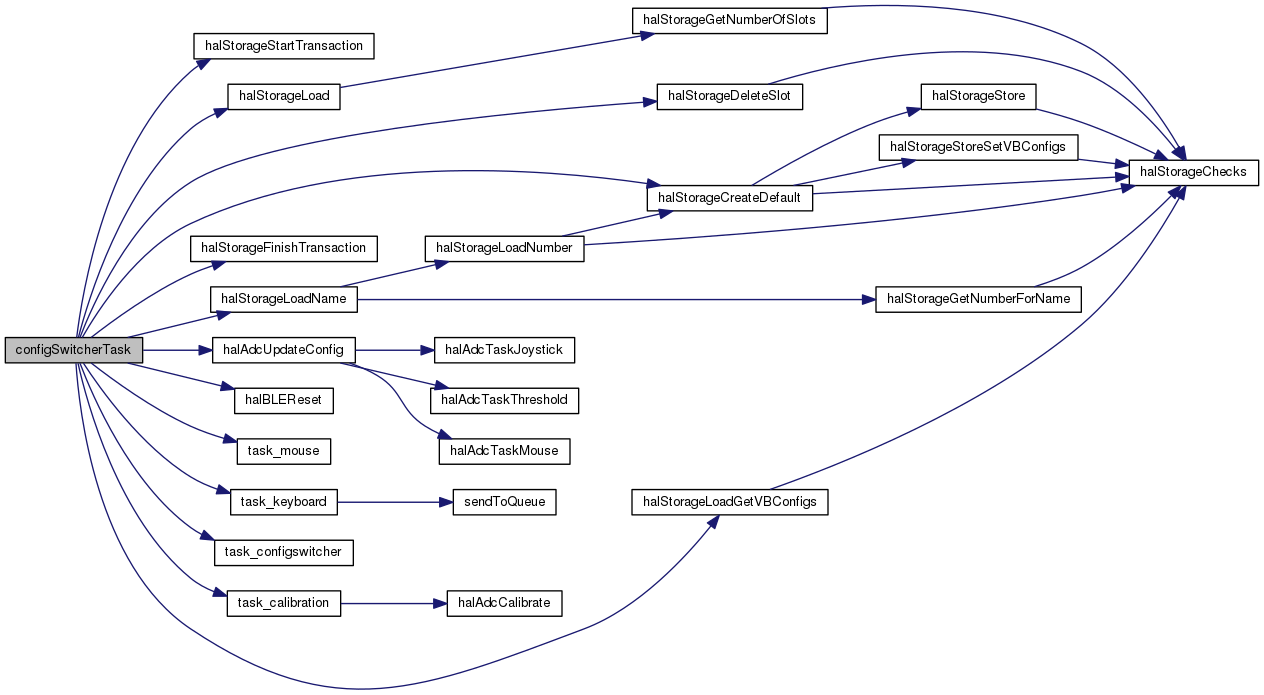 halStorageGetNumberOfSlots
halStorageStartTransaction
halStorageLoad
halStorageDeleteSlot
halStorageStore
halStorageStoreSetVBConfigs
halStorageChecks
halStorageCreateDefault
halStorageLoadNumber
halStorageFinishTransaction
halStorageLoadName
halStorageGetNumberForName
configSwitcherTask
halAdcUpdateConfig
halAdcTaskJoystick
halBLEReset
halAdcTaskThreshold
task_mouse
halAdcTaskMouse
task_keyboard
sendToQueue
halStorageLoadGetVBConfigs
task_configswitcher
task_calibration
halAdcCalibrate